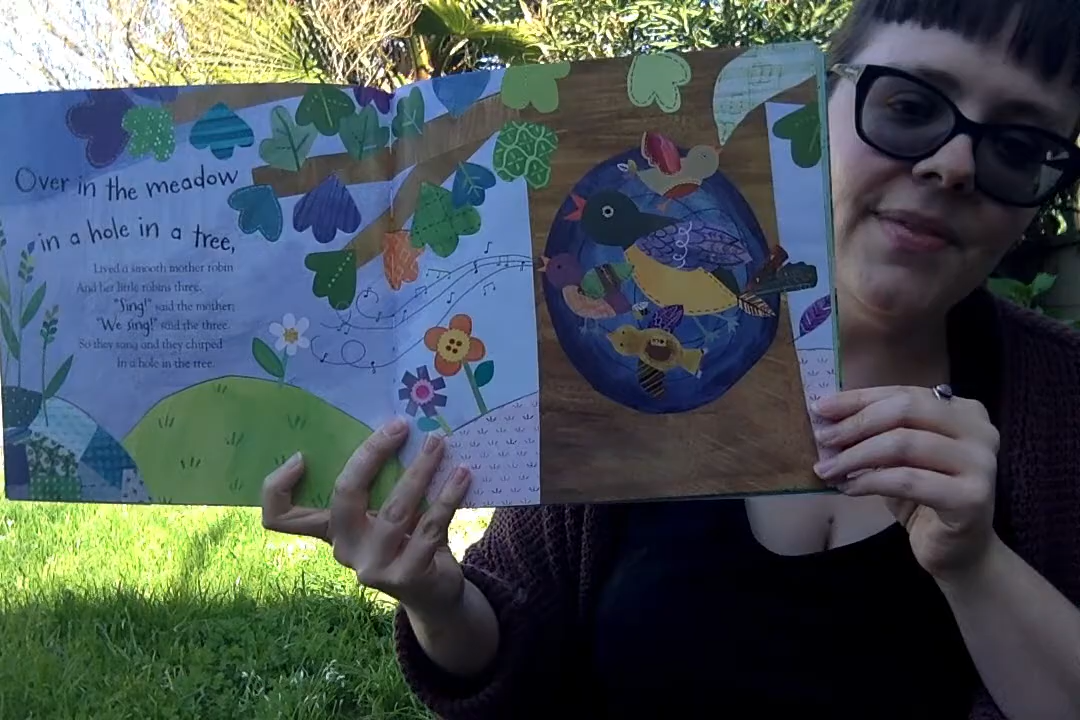 Over in the meadow
in a hole in a tree,
Lived a smooth mother robin
And her little robins three.
"Sing!" said the mother;
"We sing!" said the three.
So they sang and they chirped
In a hole in the tree.